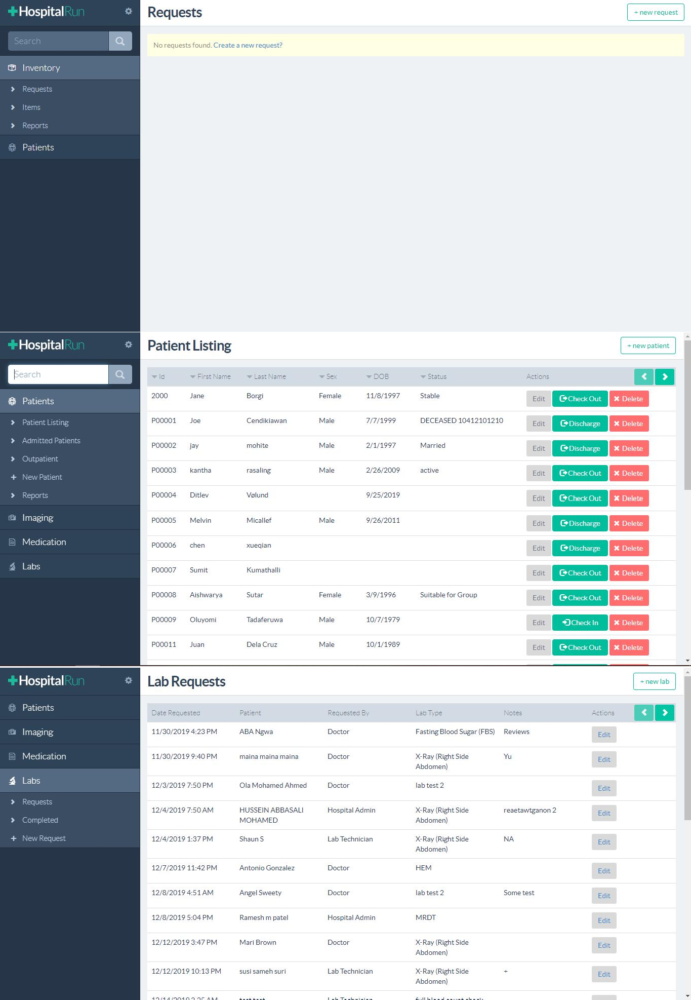 HospitalRun
Requests
+ new request
Search
No requests found. Create a new request?
Inventory
Requests
Items
Reports
Patients
HospitalRun
Patient Listing
+ new patient
Search
Id First Name Last Name Sex DOB Status Actions
2000 Jane Borgi Female 11/8/1997 Stable Edit Check Out Delete
P00001 Joe Cendikiawan Male 7/7/1999 DECEASED 10412101210 Edit Discharge Delete
P00002 jay mohite Male 2/1/1997 Married Edit Discharge Delete
P00003 kantha rasaling Male 2/26/2009 active Edit Check Out Delete
P00004 Ditlev Vølund 9/25/2019 Edit Check Out Delete
P00005 Melvin Micallef Male 9/26/2011 Edit Discharge Delete
P00006 chen xueqian Edit Discharge Delete
P00007 Sumit Kumathalli Edit Check Out Delete
P00008 Aishwarya Sutar Female 3/9/1996 Suitable for Group Edit Check Out Delete
P00009 Oluyomi Tadaferuwa Male 10/7/1979 Edit Check In Delete
P00011 Juan Dela Cruz Male 10/1/1989 Edit Check Out Delete
Patients
Patient Listing
Admitted Patients
Outpatient
+ New Patient
Reports
Imaging
Medication
Labs
HospitalRun
Lab Requests
+ new lab
Patients
Imaging
Medication
Labs
Requests
Completed
+ New Request
Date Requested Patient Requested By Lab Type Notes Actions
11/30/2019 4:23 PM ABA Ngwa Doctor Fasting Blood Sugar (FBS) Reviews Edit
11/30/2019 9:40 PM maina maina maina Doctor X-Ray (Right Side Yu Edit
Abdomen)
12/3/2019 7:50 PM Ola Mohamed Ahmed Doctor lab test 2 Edit
12/4/2019 7:50 AM HUSSEIN ABBASALI Hospital Admin X-Ray (Right Side reaetawtganon 2 Edit
MOHAMED Abdomen)
12/4/2019 1:37 PM Shaun S Lab Technician X-Ray (Right Side NA Edit
Abdomen)
12/7/2019 11:42 PM Antonio Gonzalez Doctor HEM Edit
12/8/2019 4:51 AM Angel Sweety Doctor lab test 2 Some test Edit
12/8/2019 5:04 PM Ramesh m patel Hospital Admin MRDT Edit
12/12/2019 3:47 PM Mari Brown Doctor X-Ray (Right Side Edit
Abdomen)
12/12/2019 10:13 PM susi sameh suri Lab Technician X-Ray (Right Side + Edit
Abdomen)